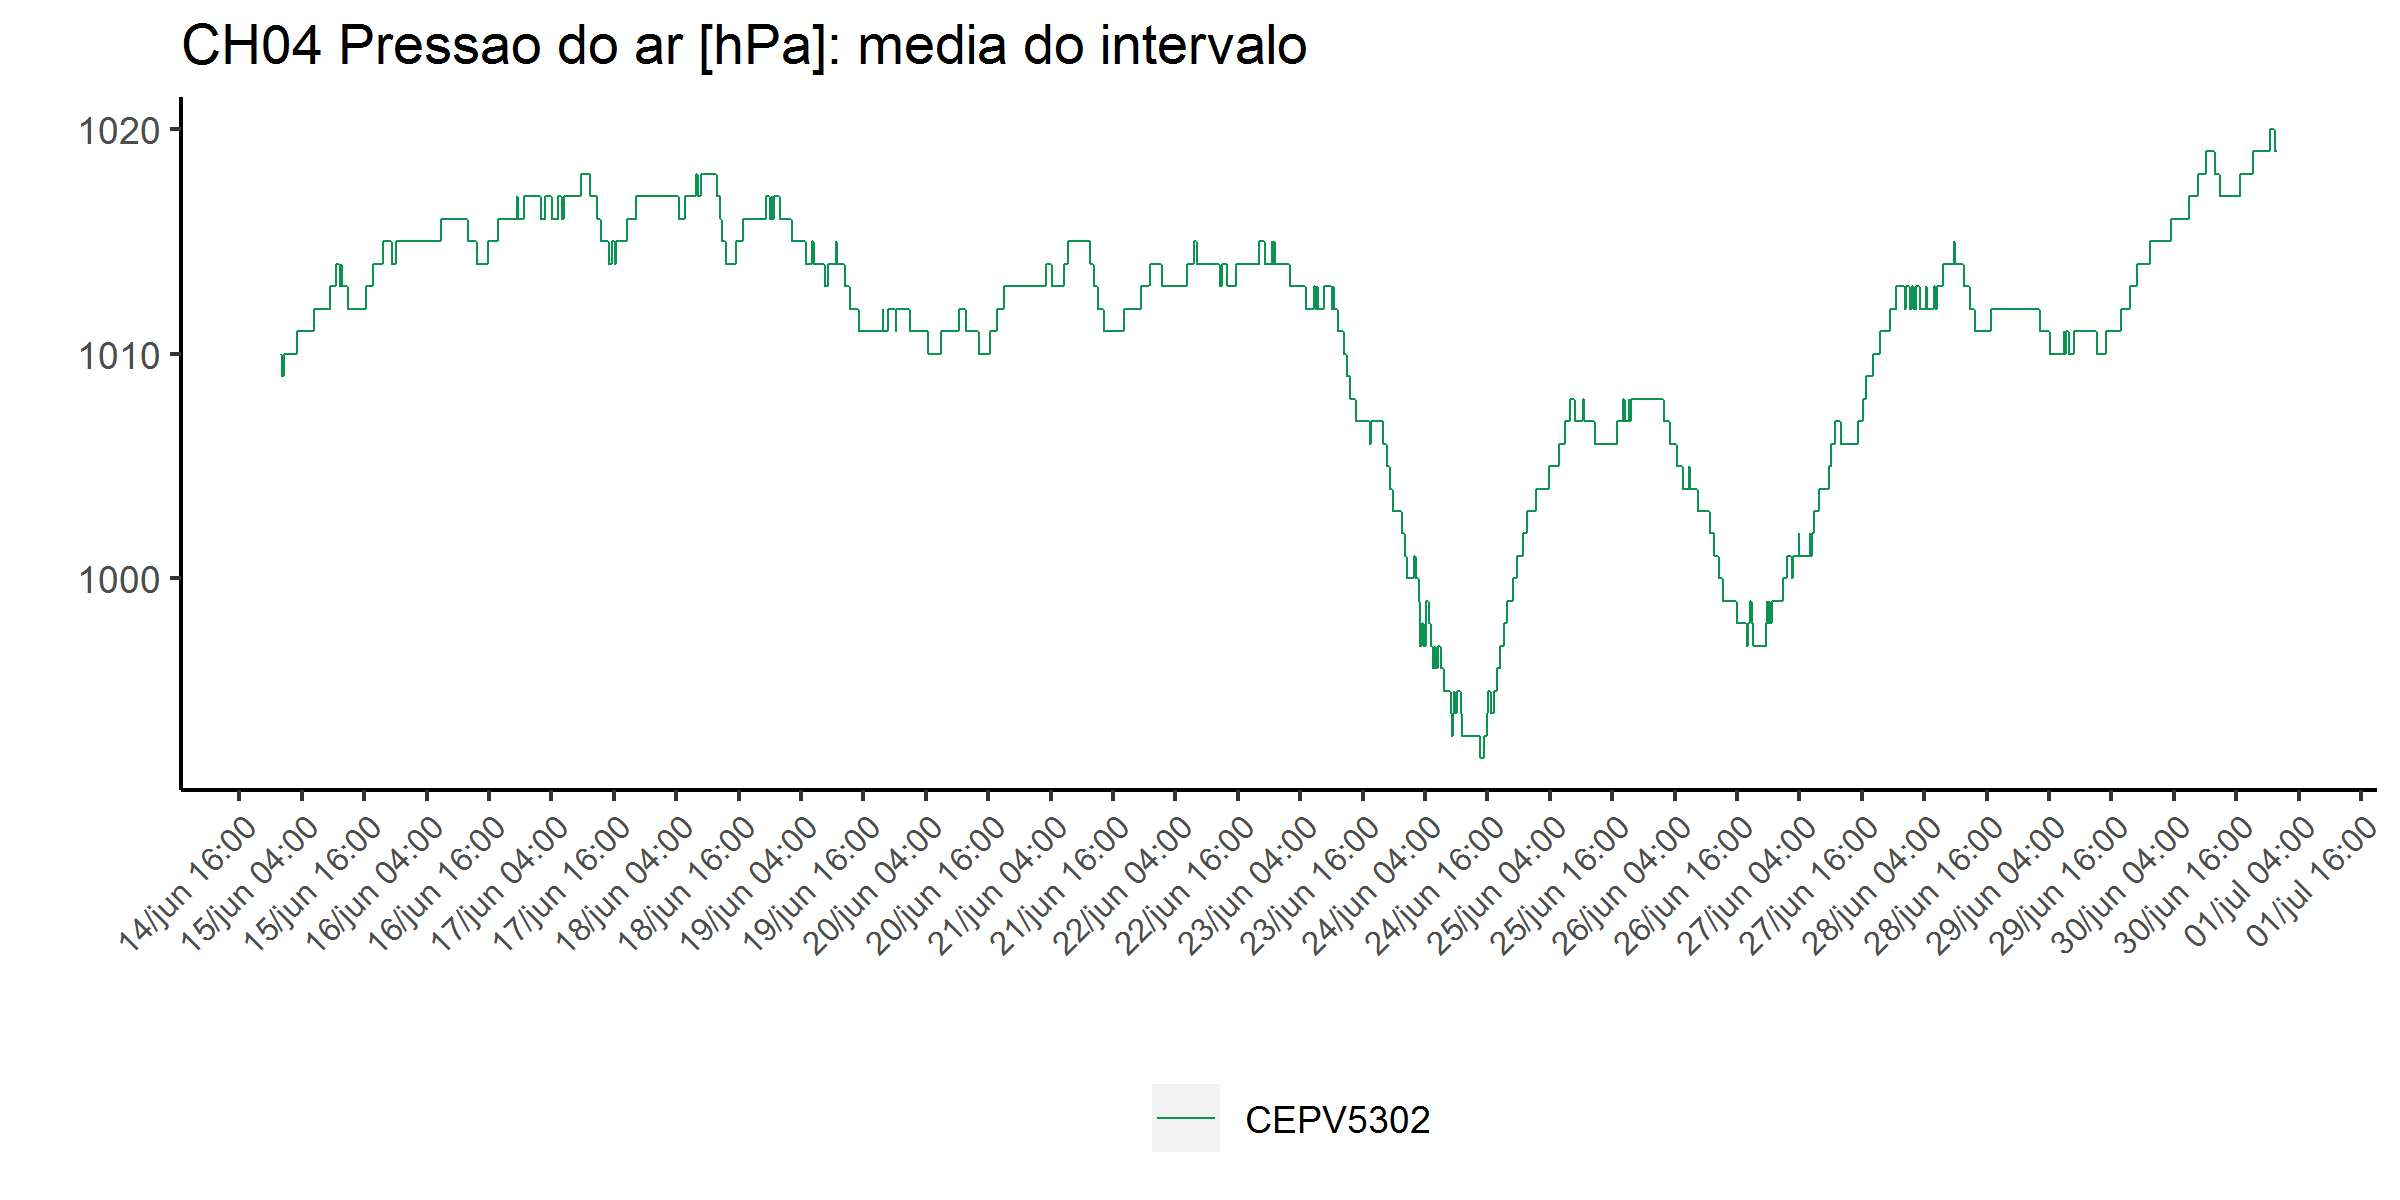 CH04 Pressao do ar [hPa]: media do intervalo
1020
1010
1000
14/jun 16:00
15/jun 04:00
15/jun 16:00
16/jun 04:00
16/jun 16:00
17/jun 04:00
17/jun 16:00
18/jun 04:00
18/jun 16:00
19/jun 04:00
19/jun 16:00
20/jun 04:00
20/jun 16:00
21/jun 04:00
21/jun 16:00
22/jun 04:00
22/jun 16:00
23/jun 04:00
23/jun 16:00
24/jun 04:00
24/jun 16:00
25/jun 04:00
25/jun 16:00
26/jun 04:00
26/jun 16:00
27/jun 04:00
27/jun 16:00
28/jun 04:00
28/jun 16:00
29/jun 04:00
29/jun 16:00
30/jun 04:00
30/jun 16:00
01/jul 04:00
01/jul 16:00
CEPV5302